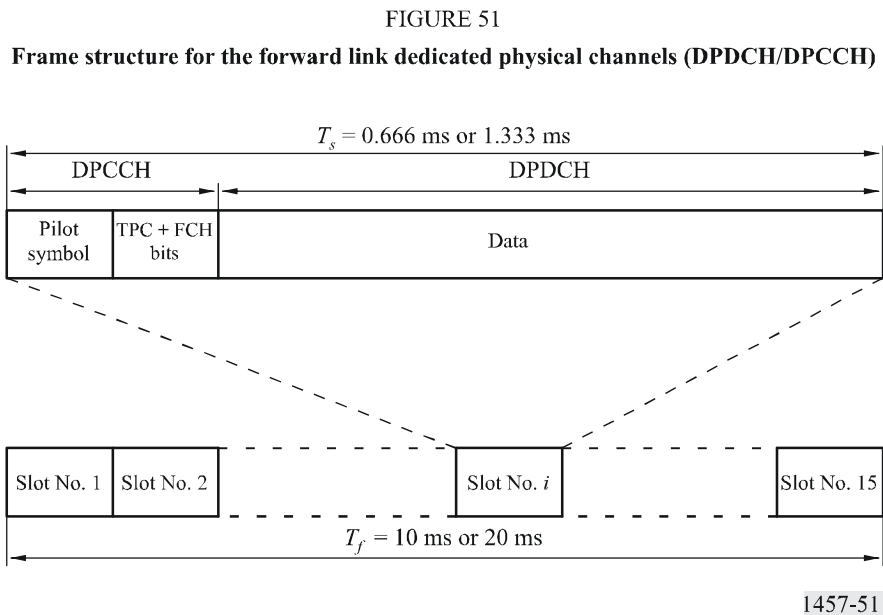 FIGURE 51
Frame structure for the forward link dedicated physical channels (DPDCH/DPCCH)
Ts = 0.666 ms or 1.333 ms
DPCCH
DPDCH
Pilot
symbol
TPC + FCH
bits
Data
Slot No. 1
Slot No. 2
Slot No. i
Slot No. 15
Tf = 10 ms or 20 ms
1457-51